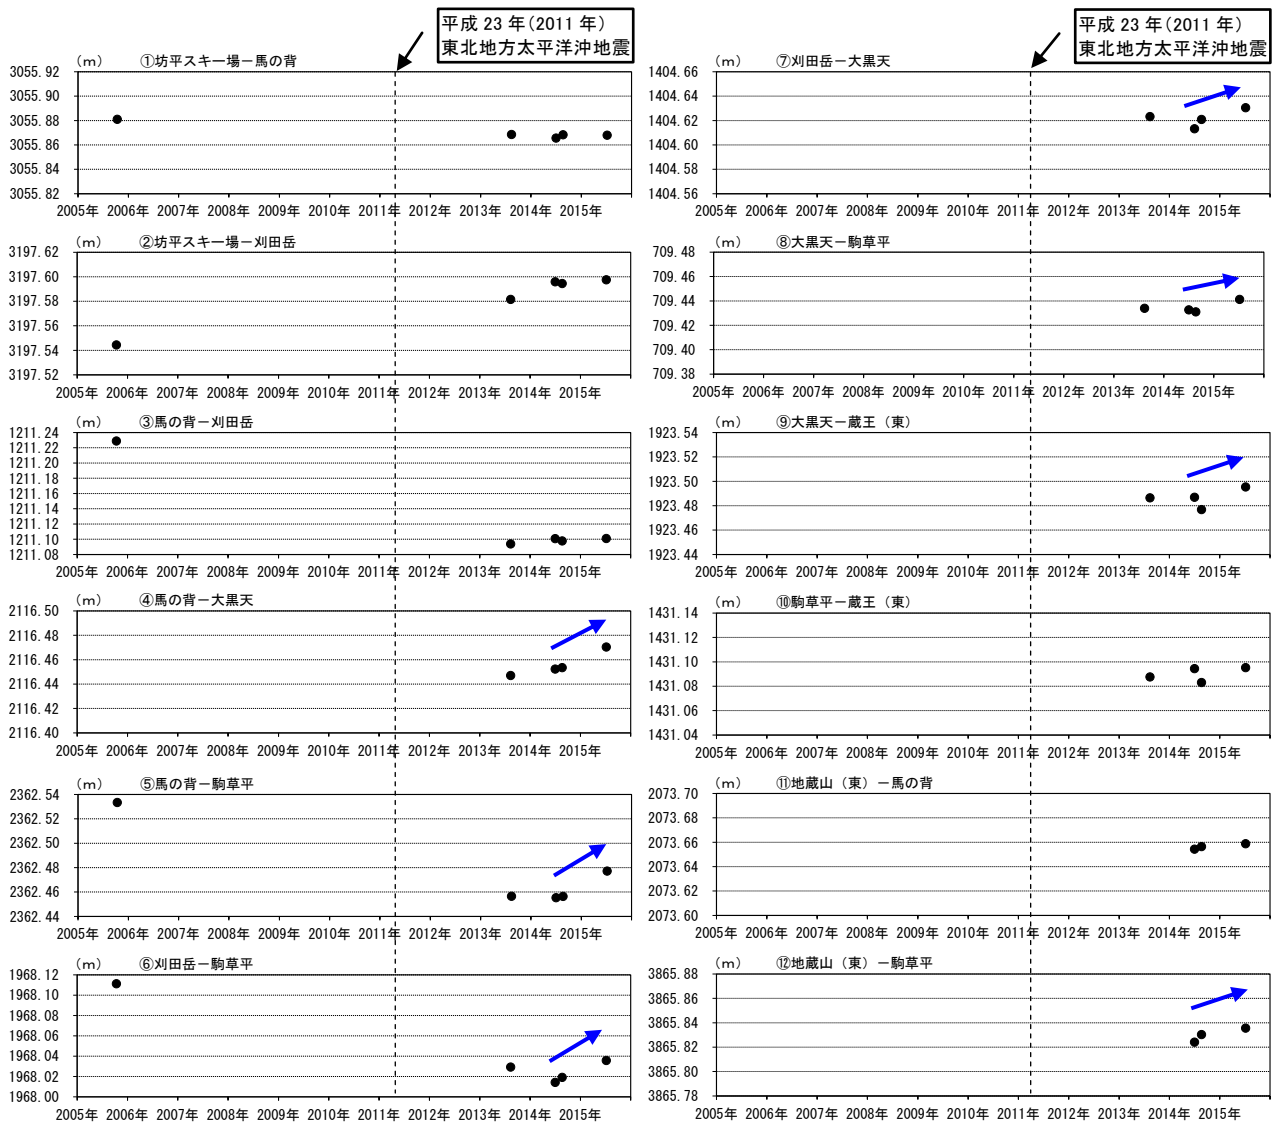 平成 23 年(2011 年)
東北地方太平洋沖地震
(m) ①坊平スキー場－馬の背
3055.92
3055.90
3055.88
3055.86
3055.84
3055.82
2005年 2006年 2007年 2008年 2009年 2010年 2011年 2012年 2013年 2014年 2015年
(m) ②坊平スキー場－刈田岳
3197.62
3197.60
3197.58
3197.56
3197.54
3197.52
2005年 2006年 2007年 2008年 2009年 2010年 2011年 2012年 2013年 2014年 2015年
(m) ③馬の背－刈田岳
1211.24
1211.22
1211.20
1211.18
1211.16
1211.14
1211.12
1211.10
1211.08
2005年 2006年 2007年 2008年 2009年 2010年 2011年 2012年 2013年 2014年 2015年
(m) ④馬の背－大黒天
2116.50
2116.48
2116.46
2116.44
2116.42
2116.40
2005年 2006年 2007年 2008年 2009年 2010年 2011年 2012年 2013年 2014年 2015年
(m) ⑤馬の背－駒草平
2362.54
2362.52
2362.50
2362.48
2362.46
2362.44
2005年 2006年 2007年 2008年 2009年 2010年 2011年 2012年 2013年 2014年 2015年
(m) ⑥刈田岳－駒草平
1968.12
1968.10
1968.08
1968.06
1968.04
1968.02
1968.00
2005年 2006年 2007年 2008年 2009年 2010年 2011年 2012年 2013年 2014年 2015年
平成 23 年(2011 年)
東北地方太平洋沖地震
(m) ⑦刈田岳－大黒天
1404.66
1404.64
1404.62
1404.60
1404.58
1404.56
2005年 2006年 2007年 2008年 2009年 2010年 2011年 2012年 2013年 2014年 2015年
(m) ⑧大黒天－駒草平
709.48
709.46
709.44
709.42
709.40
709.38
2005年 2006年 2007年 2008年 2009年 2010年 2011年 2012年 2013年 2014年 2015年
(m) ⑨大黒天－蔵王（東）
1923.54
1923.52
1923.50
1923.48
1923.46
1923.44
2005年 2006年 2007年 2008年 2009年 2010年 2011年 2012年 2013年 2014年 2015年
(m) ⑩駒草平－蔵王（東）
1431.14
1431.12
1431.10
1431.08
1431.06
1431.04
2005年 2006年 2007年 2008年 2009年 2010年 2011年 2012年 2013年 2014年 2015年
(m) ⑪地蔵山（東）－馬の背
2073.70
2073.68
2073.66
2073.64
2073.62
2073.60
2005年 2006年 2007年 2008年 2009年 2010年 2011年 2012年 2013年 2014年 2015年
(m) ⑫地蔵山（東）－駒草平
3865.88
3865.86
3865.84
3865.82
3865.80
3865.78
2005年 2006年 2007年 2008年 2009年 2010年 2011年 2012年 2013年 2014年 2015年